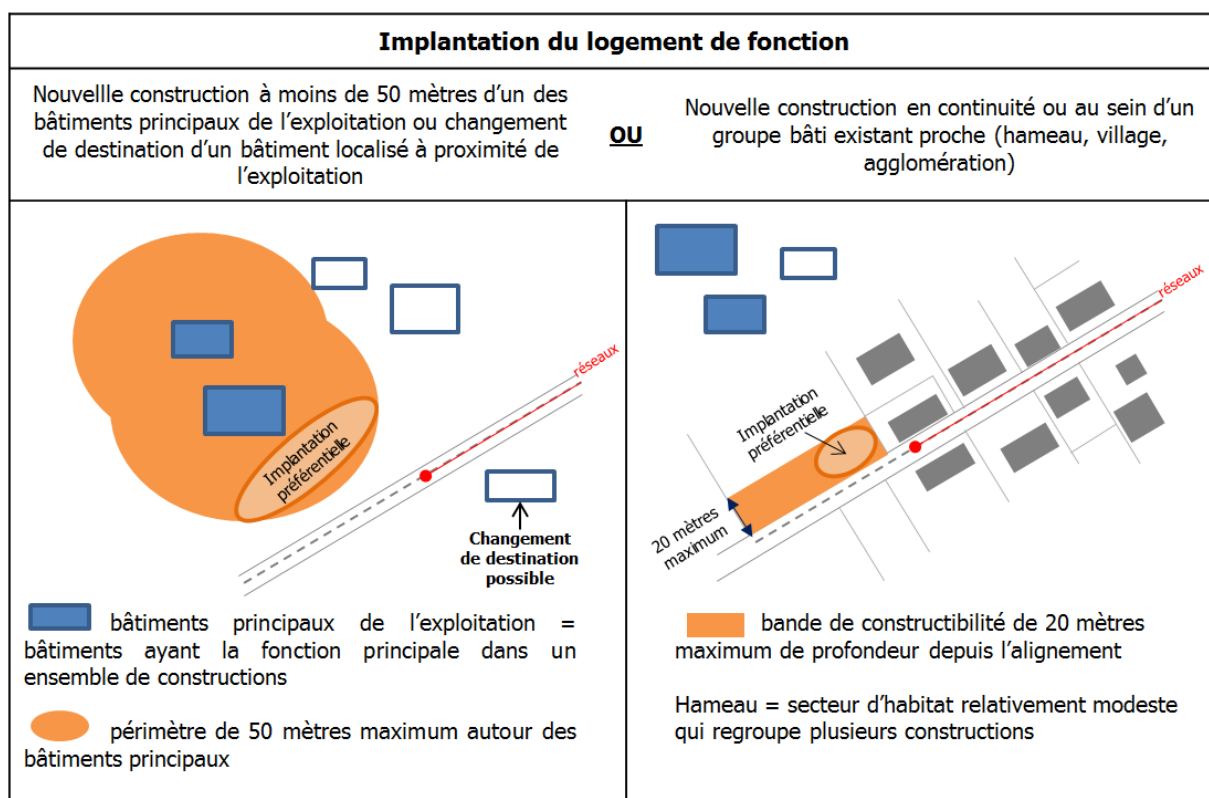 Implantation du logement de fonction
Nouvellle construction à moins de 50 mètres d'un des
bâtiments principaux de l'exploitation ou changement
de destination d'un bâtiment localisé à proximité de
l'exploitation
OU
Nouvelle construction en continuité ou au sein d'un
groupe bâti existant proche (hameau, village,
agglomération)
réseaux
Implantation
préférentielle
Changement
de destination
possible
bâtiments principaux de l'exploitation =
bâtiments ayant la fonction principale dans un
ensemble de constructions
périmètre de 50 mètres maximum autour des
bâtiments principaux
réseaux
Implantation
préférentielle
20 mètres
maximum
bande de constructibilité de 20 mètres
maximum de profondeur depuis l'alignement
Hameau = secteur d'habitat relativement modeste
qui regroupe plusieurs constructions